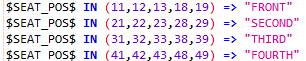 $SEAT_POS$ IN (11,12,13,18,19) => "FRONT"
$SEAT_POS$ IN (21,22,23,28,29) => "SECOND"
$SEAT_POS$ IN (31,32,33,38,39) => "THIRD"
$SEAT_POS$ IN (41,42,43,48,49) => "FOURTH"